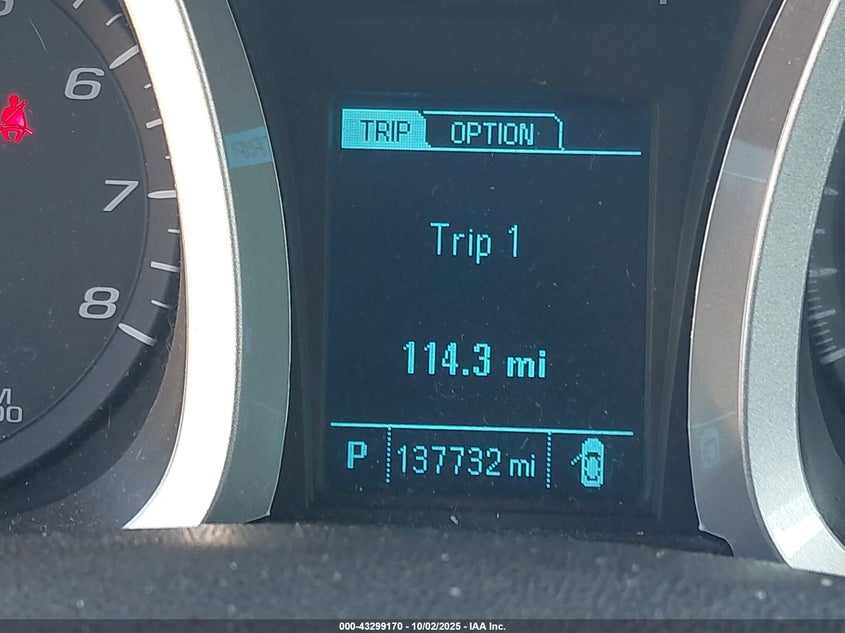 6
7
8
TRIP OPTION
Trip 1
114.3 mi
P 137732 mi
000-43299170 - 10/02/2025 - IAA Inc.